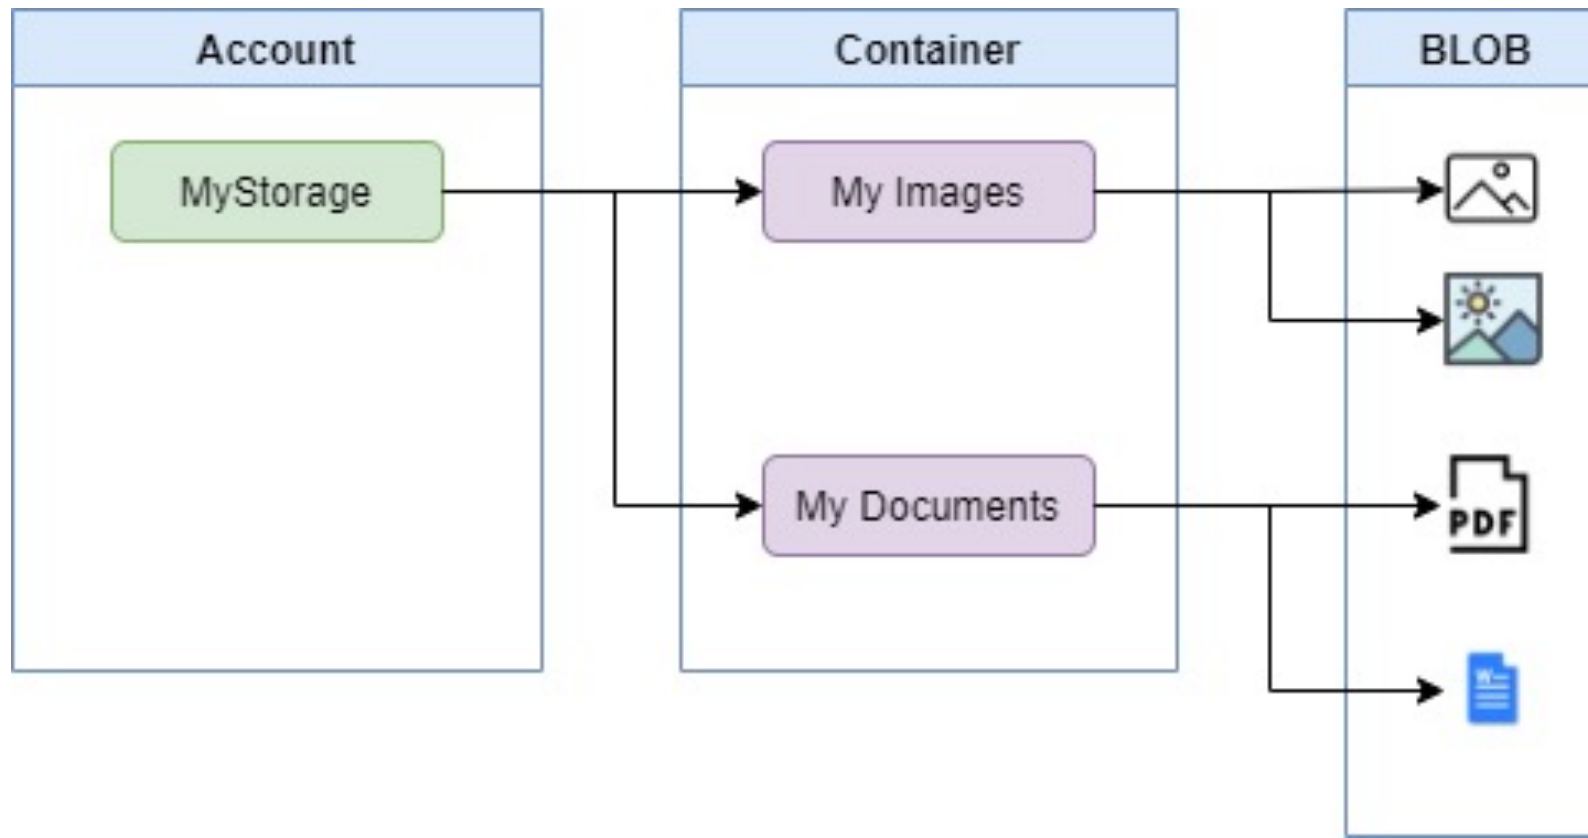 Account
Container
BLOB
MyStorage
My Images
My Documents
PDF
W